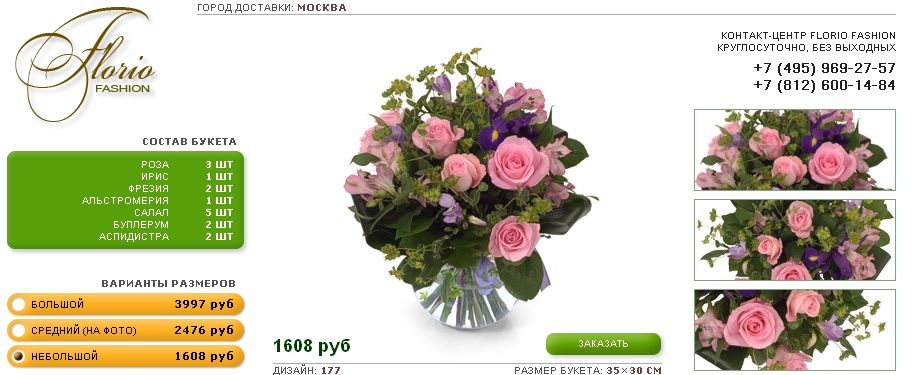 ГОРОД ДОСТАВКИ: МОСКВА
Florio
FASHION
КОНТАКТ-ЦЕНТР FLORIO FASHION
КРУГЛОСУТОЧНО, БЕЗ ВЫХОДНЫХ
+7 (495) 969-27-57
+7 (812) 600-14-84
СОСТАВ БУКЕТА
РОЗА 3 ШТ
ИРИС 1 ШТ
ФРЕЗИЯ 2 ШТ
АЛЬСТРОМЕРИЯ 1 ШТ
САЛАЛ 5 ШТ
БУПЛЕРУМ 2 ШТ
АСПИДИСТРА 2 ШТ
ВАРИАНТЫ РАЗМЕРОВ
БОЛЬШОЙ 3997 руб
СРЕДНИЙ (НА ФОТО) 2476 руб
НЕБОЛЬШОЙ 1608 руб
1608 руб
ЗАКАЗАТЬ
ДИЗАЙН: 177
РАЗМЕР БУКЕТА: 35×30 СМ